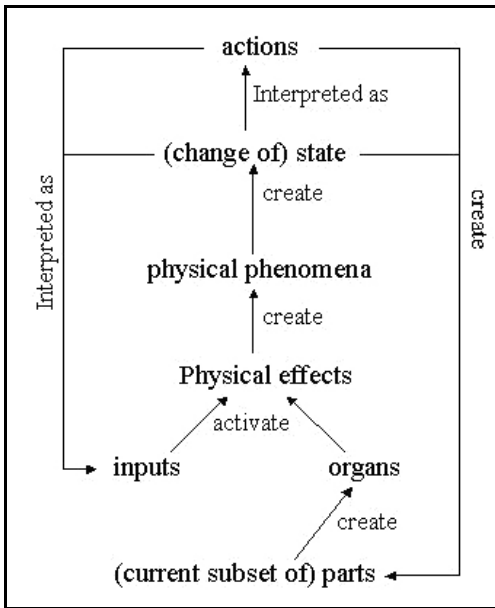 actions
Interpreted as
(change of) state
create
Interpreted as
create
physical phenomena
create
Physical effects
activate
inputs
organs
create
(current subset of) parts